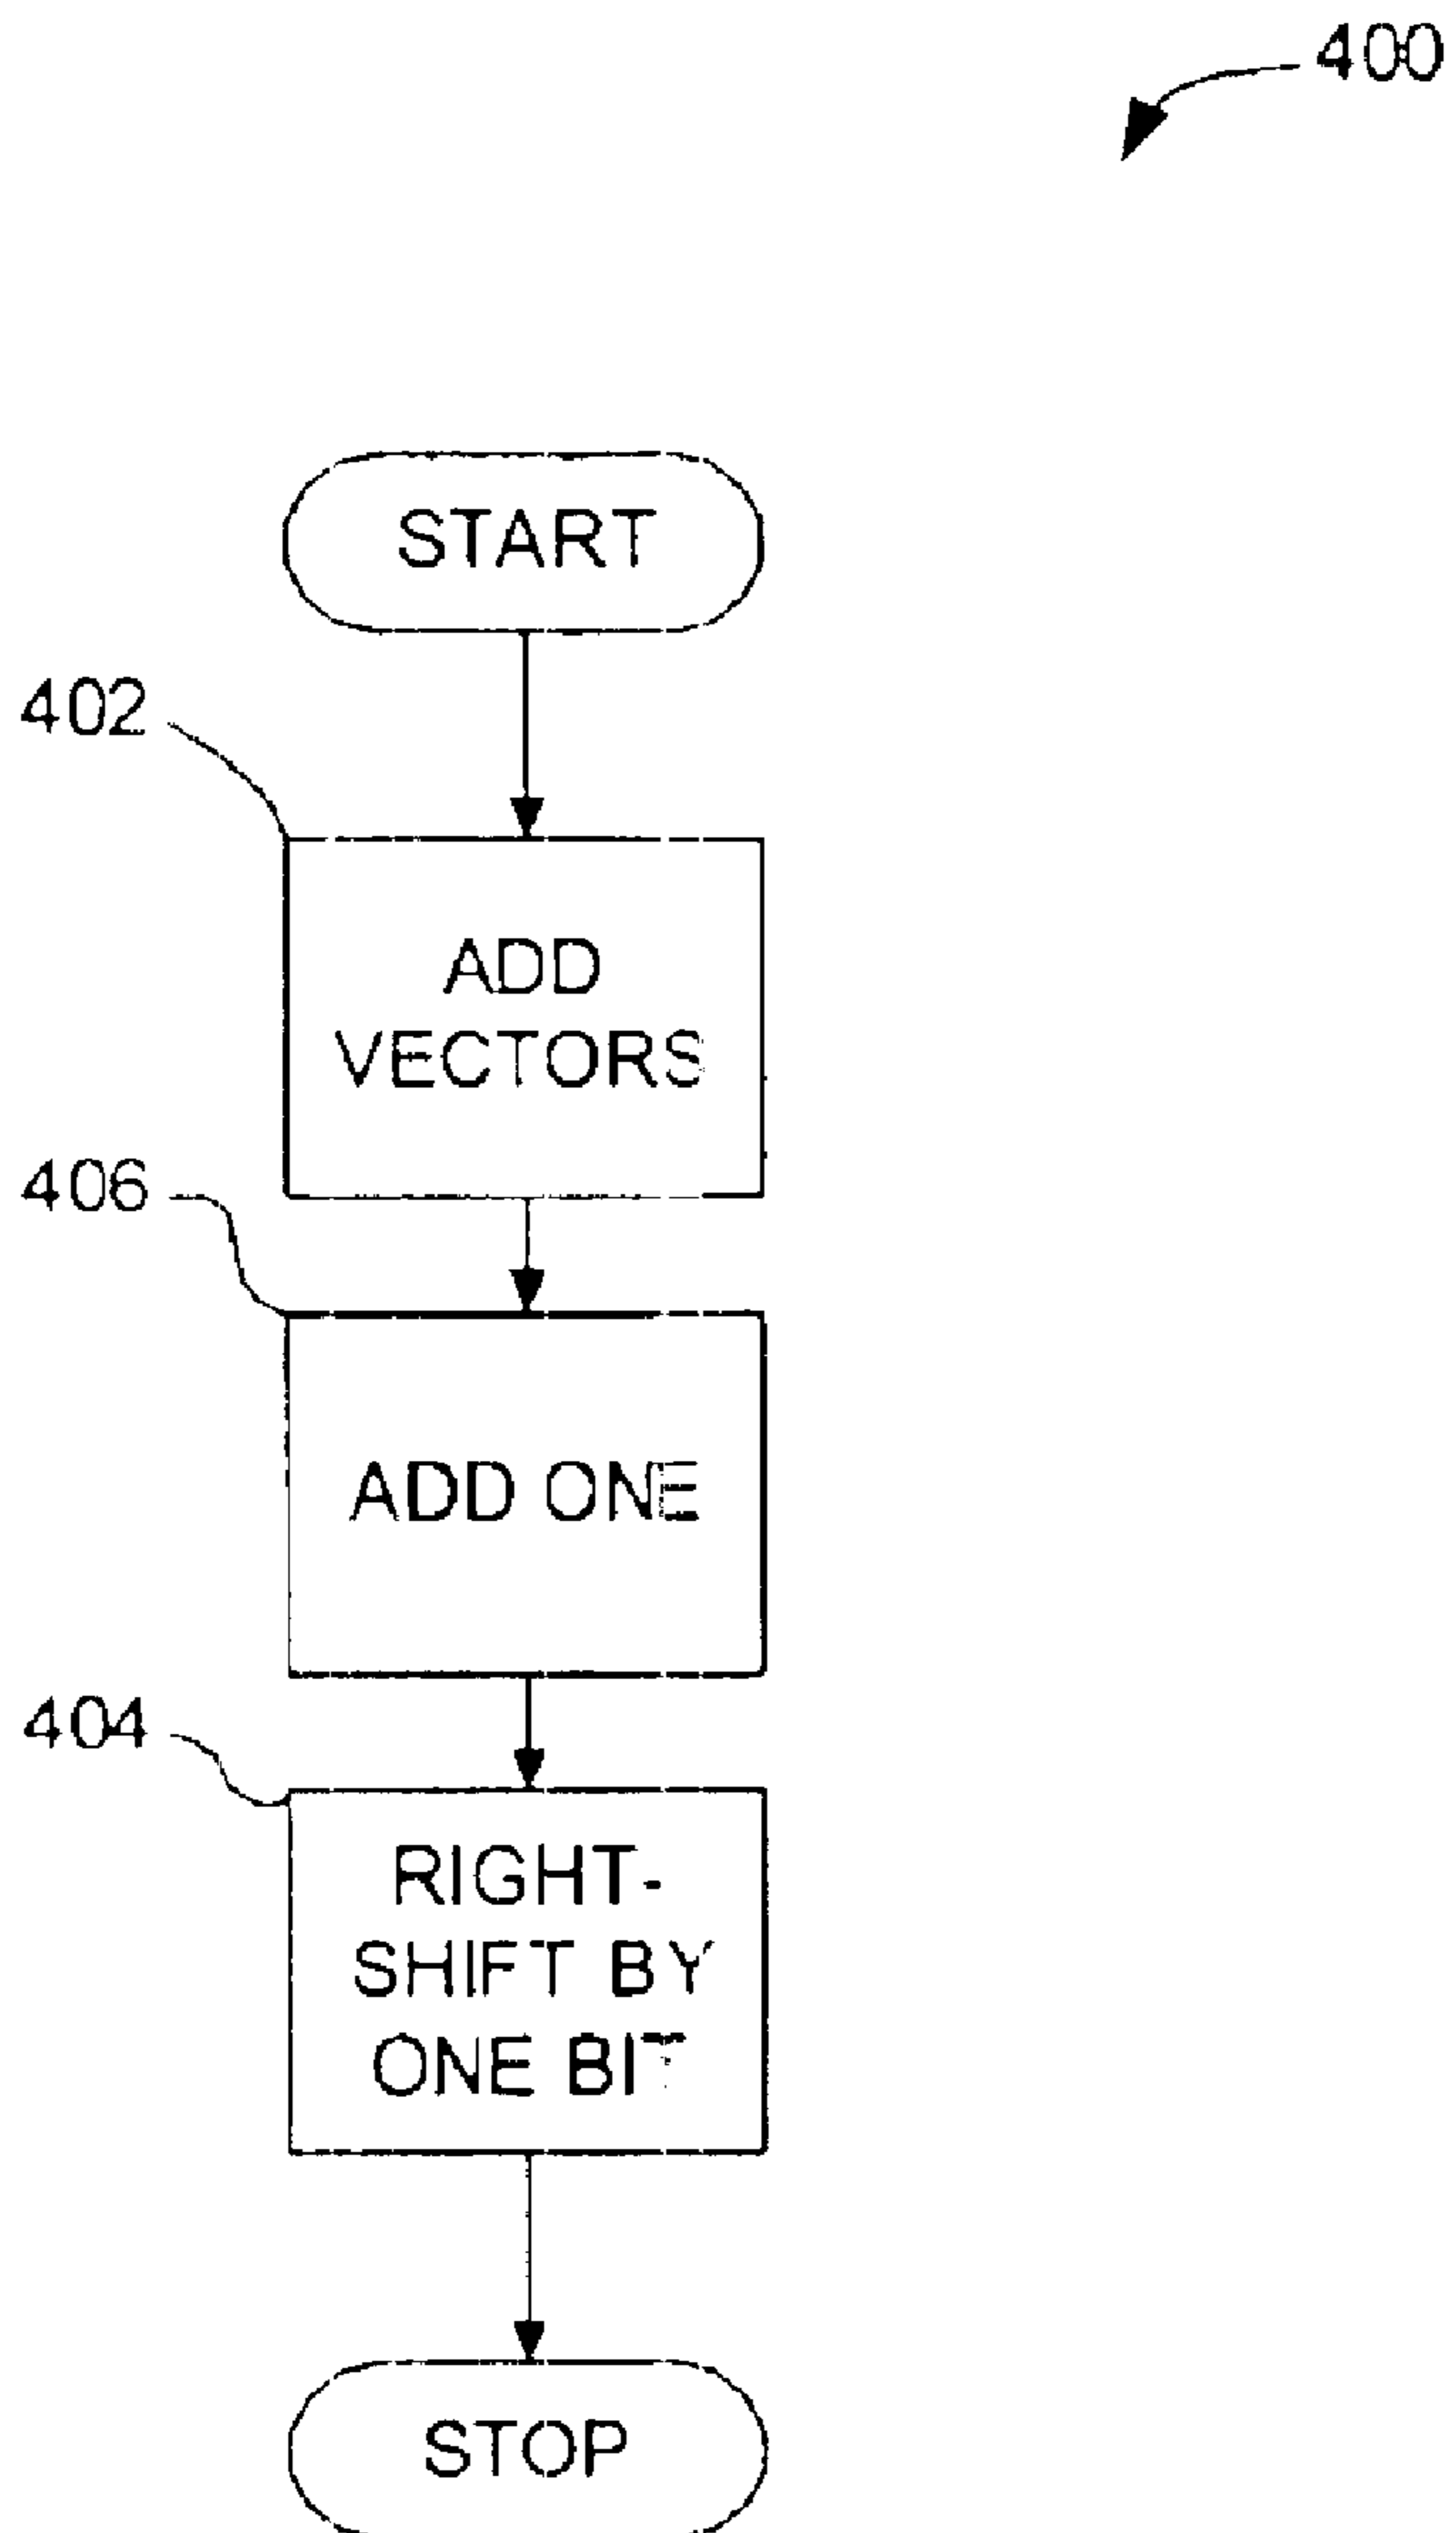 400
START
402
ADD
VECTORS
406
ADD ONE
404
RIGHT-
SHIFT BY
ONE BIT
STOP